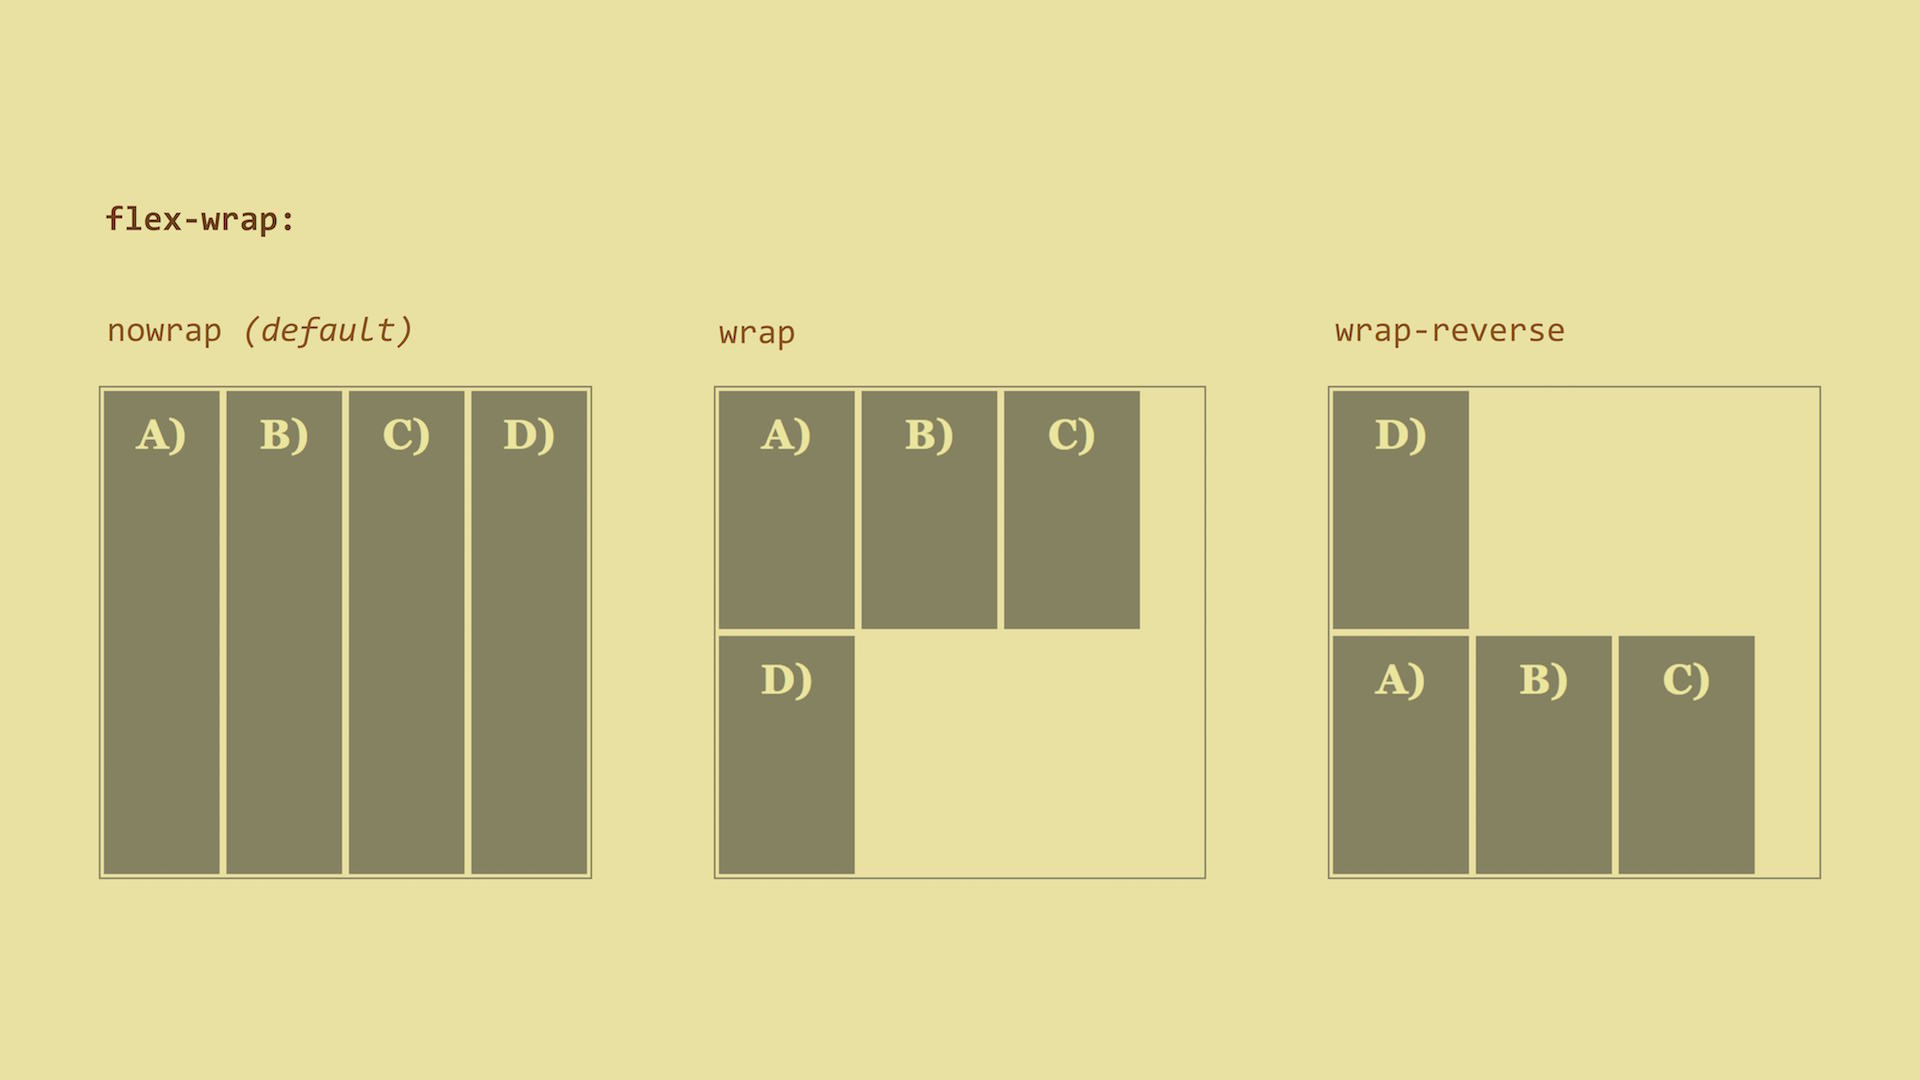 flex-wrap:
nowrap (default)
A) B) C) D)
wrap
A) B) C)
D)
wrap-reverse
D)
A) B) C)